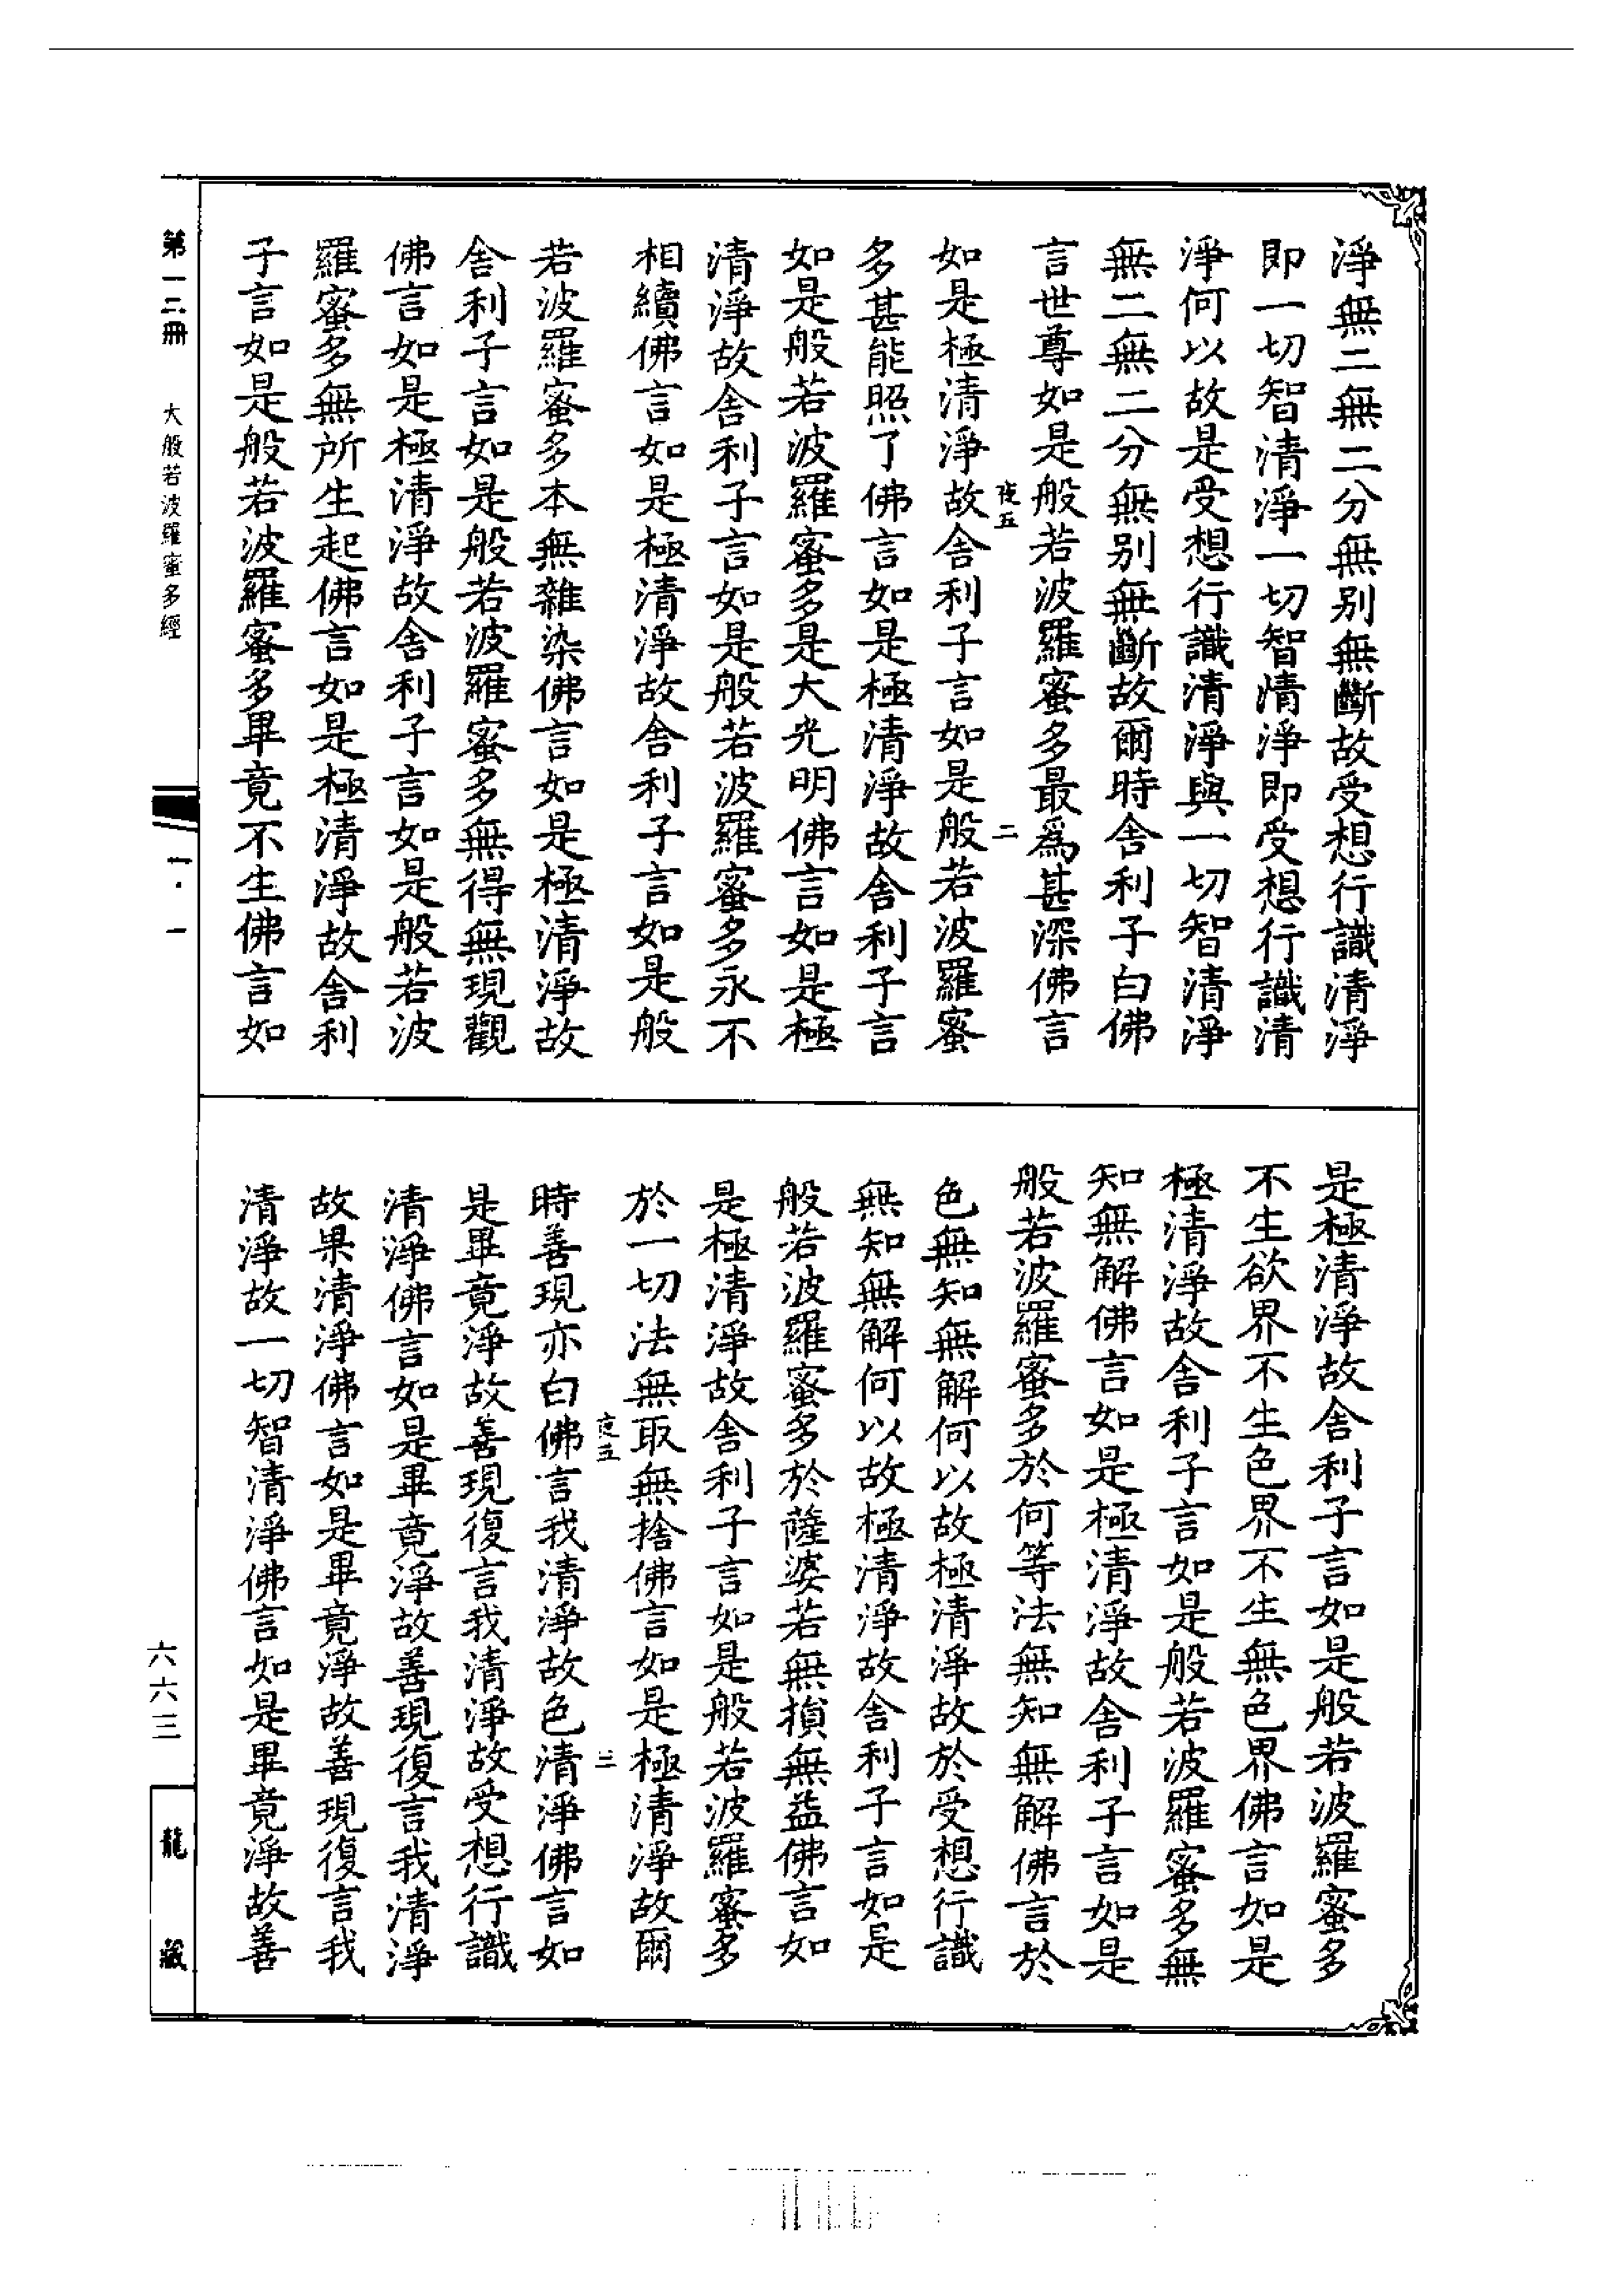 淨無二無二分無別無斷故受想行識清淨
即一切智清淨一切智清淨即受想行識清
淨何以故是受想行識清淨與一切智清淨
無二無二分無別無斷故爾時舍利子白佛
言世尊如是般若波羅蜜多最爲甚深佛言
夜五 二
如是極清淨故舍利子言如是般若波羅蜜
多甚能照了佛言如是極清淨故舍利子言
如是般若波羅蜜多是大光明佛言如是極
清淨故舍利子言如是般若波羅蜜多永不
相續佛言如是極清淨故舍利子言如是般
若波羅蜜多本無雜染佛言如是極清淨故
舍利子言如是般若波羅蜜多無得無現觀
佛言如是極清淨故舍利子言如是般若波
羅蜜多無所生起佛言如是極清淨故舍利
子言如是般若波羅蜜多畢竟不生佛言如
是極清淨故舍利子言如是般若波羅蜜多
不生欲界不生色界不生無色界佛言如是
極清淨故舍利子言如是般若波羅蜜多無
知無解佛言如是極清淨故舍利子言如是
般若波羅蜜多於何等法無知無解佛言於
色無知無解何以故極清淨故於受想行識
無知無解何以故極清淨故舍利子言如是
般若波羅蜜多於薩婆若無損無益佛言如
是極清淨故舍利子言如是般若波羅蜜多
於一切法無取無捨佛言如是極清淨故爾
夜五 三
時善現亦白佛言我清淨故色清淨佛言如
是畢竟淨故善現復言我清淨故受想行識
清淨佛言如是畢竟淨故善現復言我清淨
故果清淨佛言如是畢竟淨故善現復言我
清淨故一切智清淨佛言如是畢竟淨故善
第一二冊 大般若波羅蜜多經
一·一
六六三
龍藏